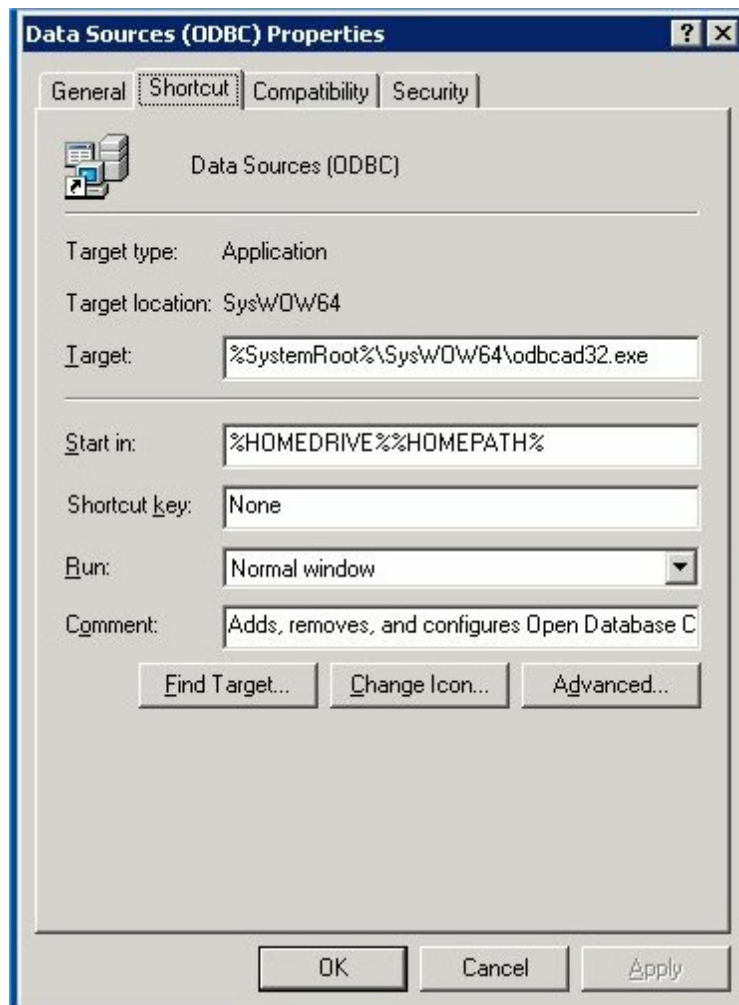 Data Sources (ODBC) Properties
General Shortcut Compatibility Security
Data Sources (ODBC)
Target type: Application
Target location: SysWOW64
Target: %SystemRoot%\SysWOW64\odbcad32.exe
Start in: %HOMEDRIVE%%HOMEPATH%
Shortcut key: None
Run: Normal window
Comment: Adds, removes, and configures Open Database C
Find Target... Change Icon... Advanced...
OK Cancel Apply